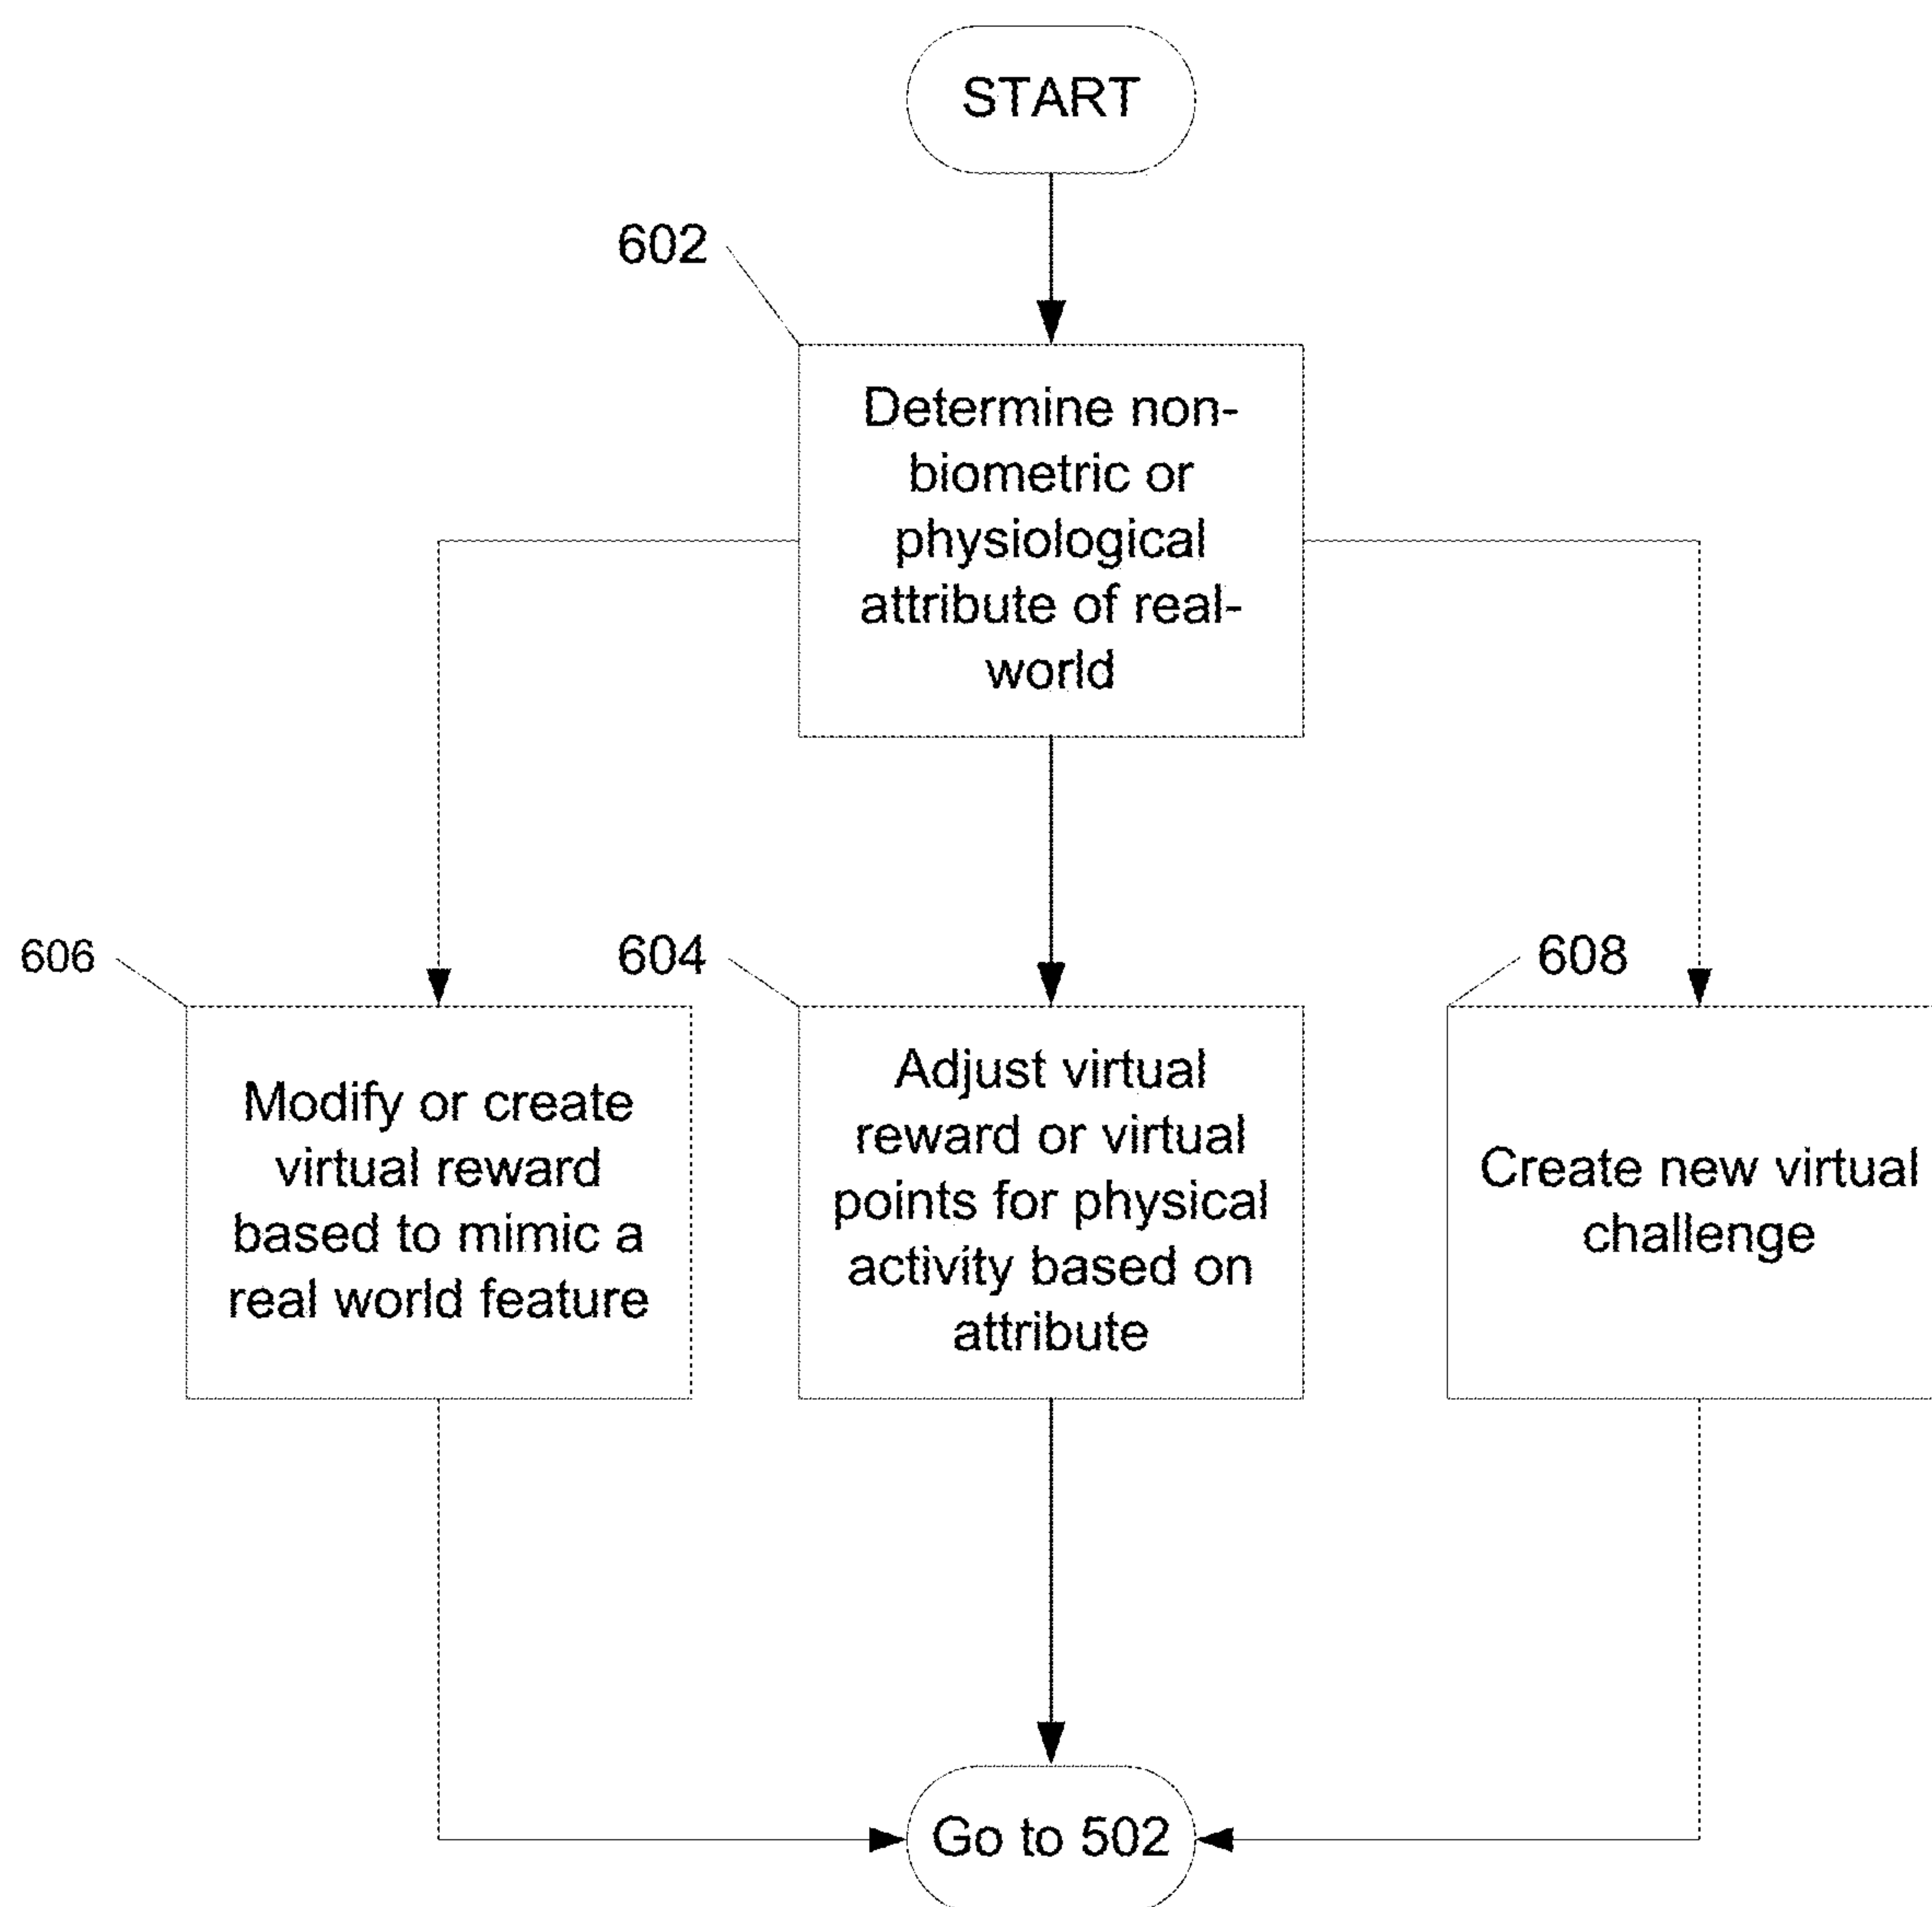 START
602
Determine non-
biometric or
physiological
attribute of real-
world
606
604
608
Modify or create
virtual reward
based to mimic a
real world feature
Adjust virtual
reward or virtual
points for physical
activity based on
attribute
Create new virtual
challenge
Go to 502